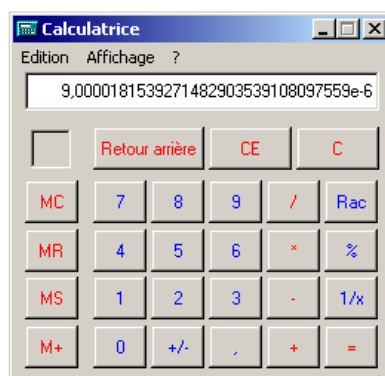 Calculatrice
Edition Affichage ?
9,0000181539271482903539108097559e-6
Retour arrière CE C
MC 7 8 9 / Rac
MR 4 5 6 * %
MS 1 2 3 - 1/x
M+ 0 +/- , + =